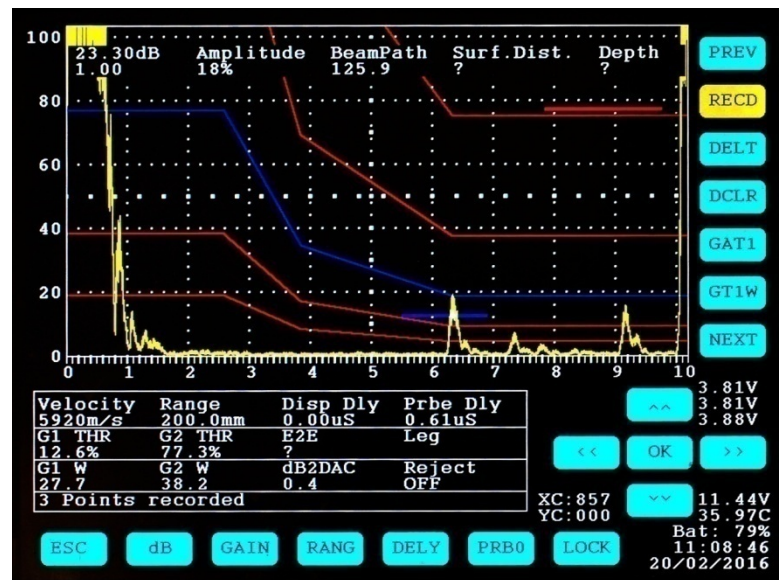 100
23.30dB Amplitude BeamPath Surf.Dist. Depth
1.00 18% 125.9 ? ?
80
60
40
20
0
0 1 2 3 4 5 6 7 8 9 10
PREV
RECD
DELT
DCLR
GAT1
GT1W
NEXT
Velocity Range Disp Dly Prbe Dly
5920m/s 200.0mm 0.00uS 0.61uS
G1 THR G2 THR E2E Leg
12.6% 77.3% ?
G1 W G2 W dB2DAC Reject
27.7 38.2 0.4 OFF
3 Points recorded
3.81V
3.81V
3.88V
^^
<< OK >>
XC:857 11.44V
YC:000 35.97C
Bat: 79%
11:08:46
20/02/2016
ESC dB GAIN RANG DELY PRB0 LOCK